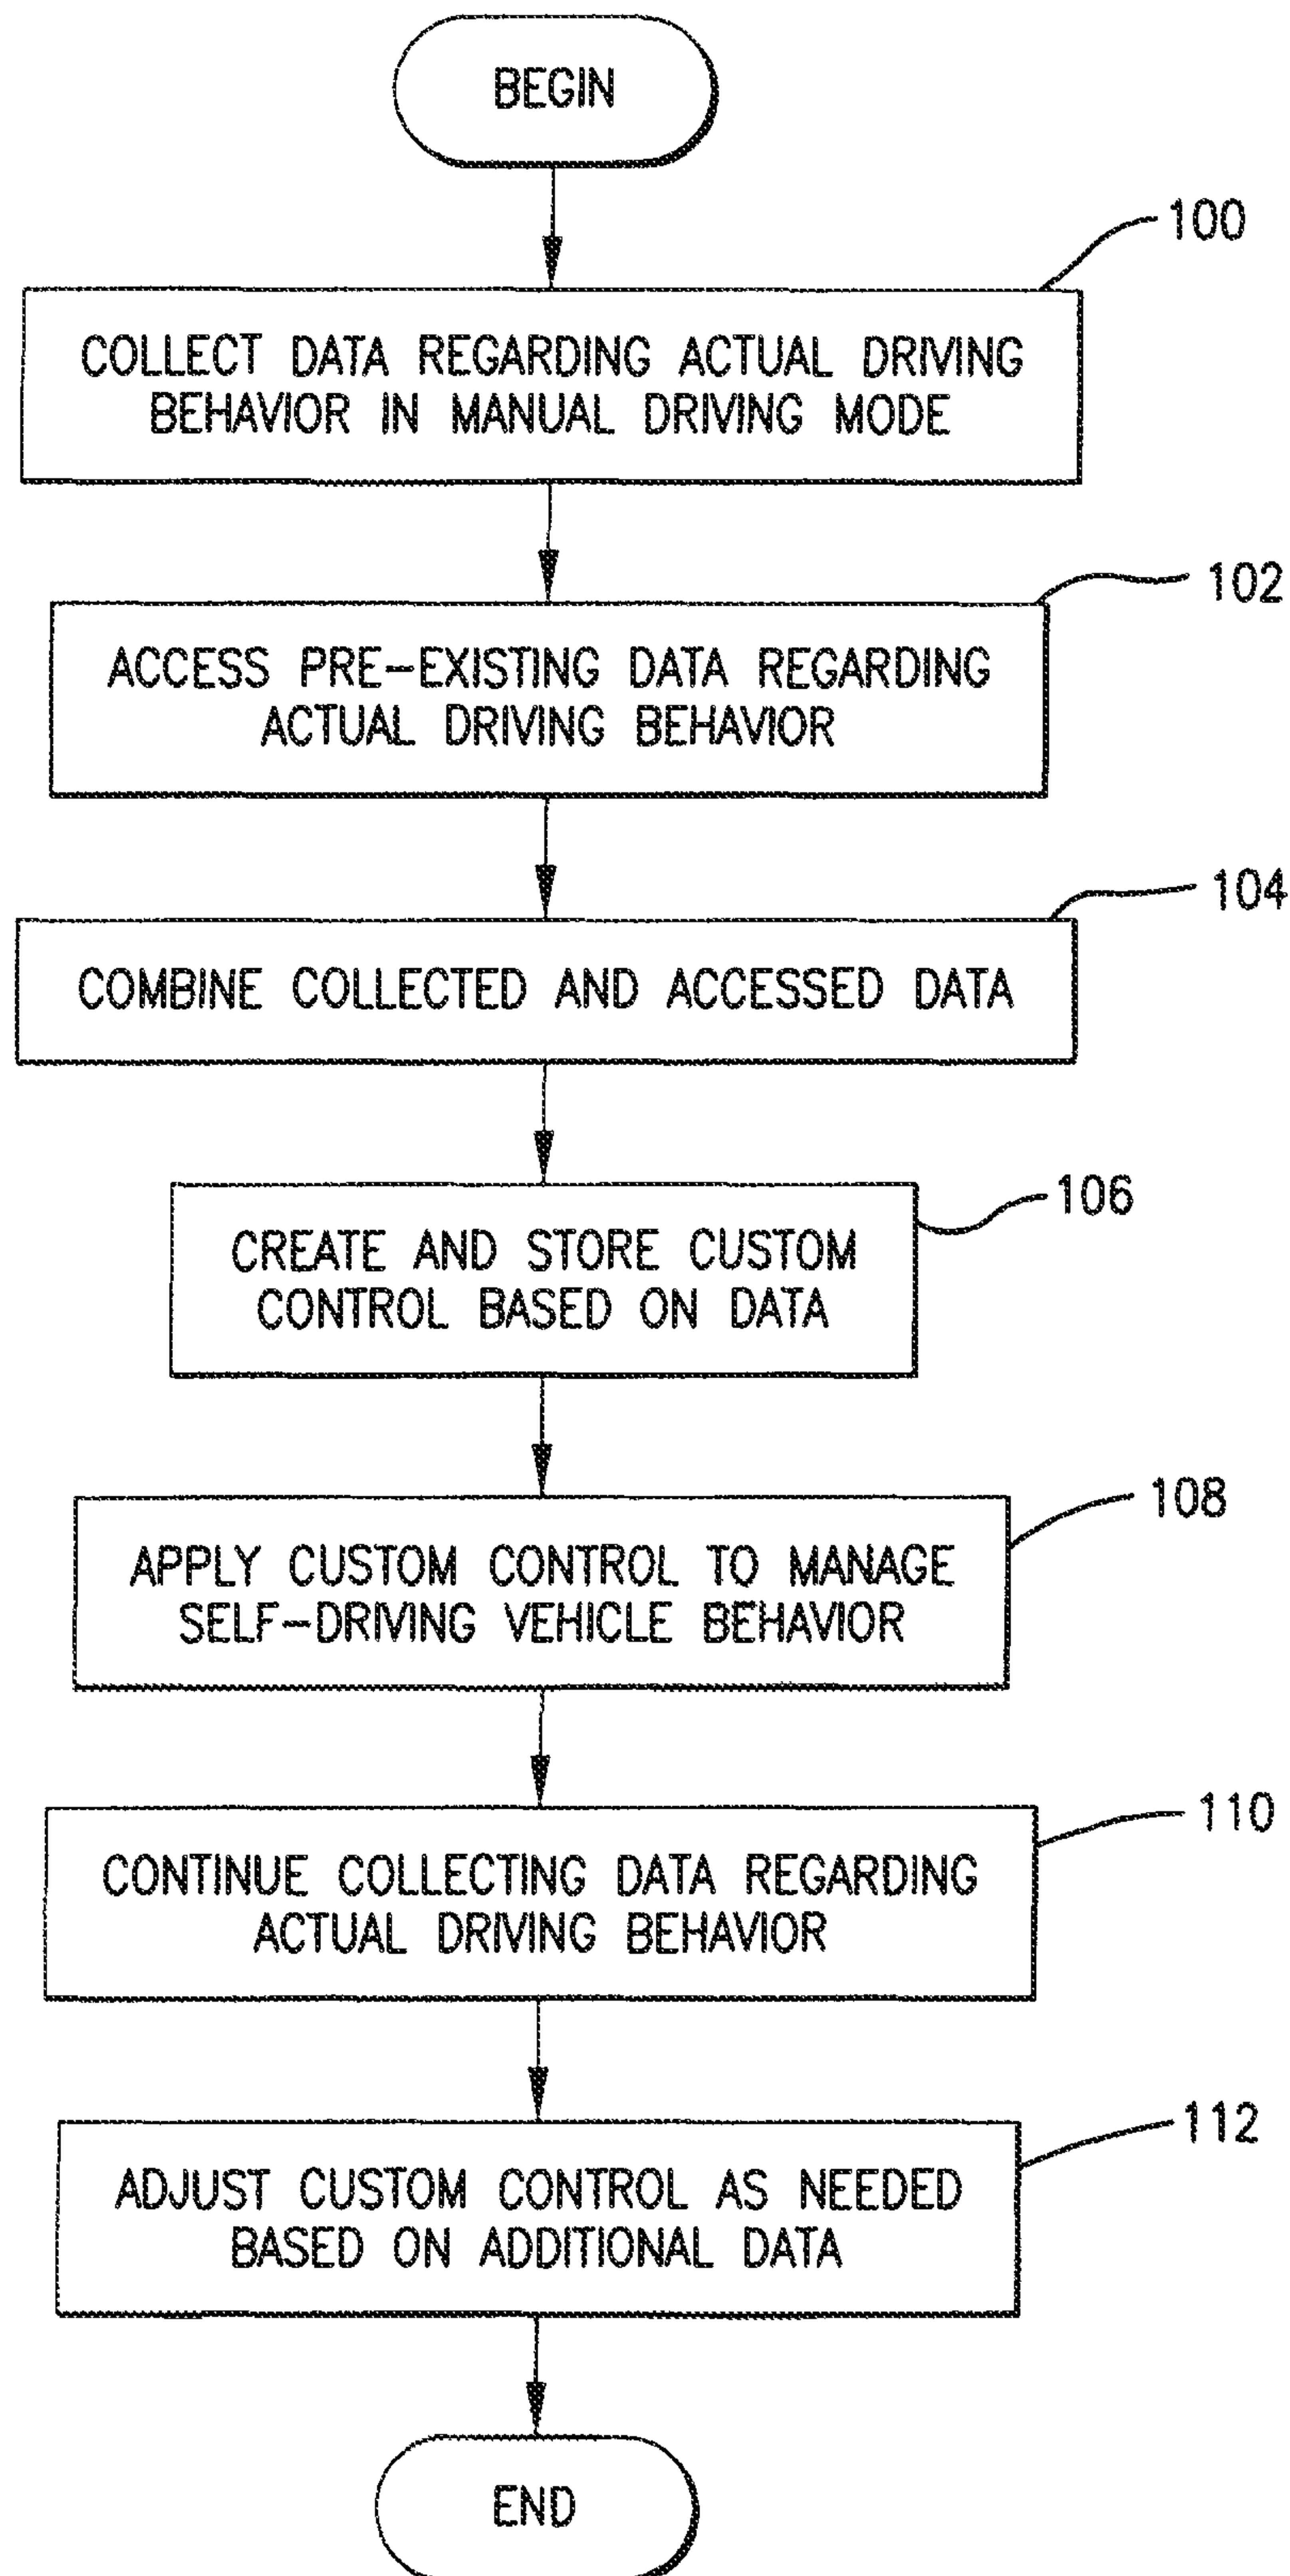 BEGIN
100
COLLECT DATA REGARDING ACTUAL DRIVING
BEHAVIOR IN MANUAL DRIVING MODE
102
ACCESS PRE-EXISTING DATA REGARDING
ACTUAL DRIVING BEHAVIOR
104
COMBINE COLLECTED AND ACCESSED DATA
106
CREATE AND STORE CUSTOM
CONTROL BASED ON DATA
108
APPLY CUSTOM CONTROL TO MANAGE
SELF-DRIVING VEHICLE BEHAVIOR
110
CONTINUE COLLECTING DATA REGARDING
ACTUAL DRIVING BEHAVIOR
112
ADJUST CUSTOM CONTROL AS NEEDED
BASED ON ADDITIONAL DATA
END